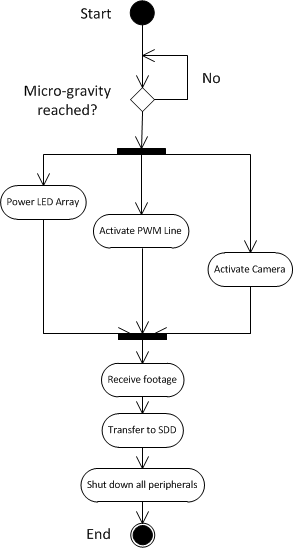 Start
No
Micro-gravity
reached?
Power LED Array
Activate PWM Line
Activate Camera
Receive footage
Transfer to SDD
Shut down all peripherals
End